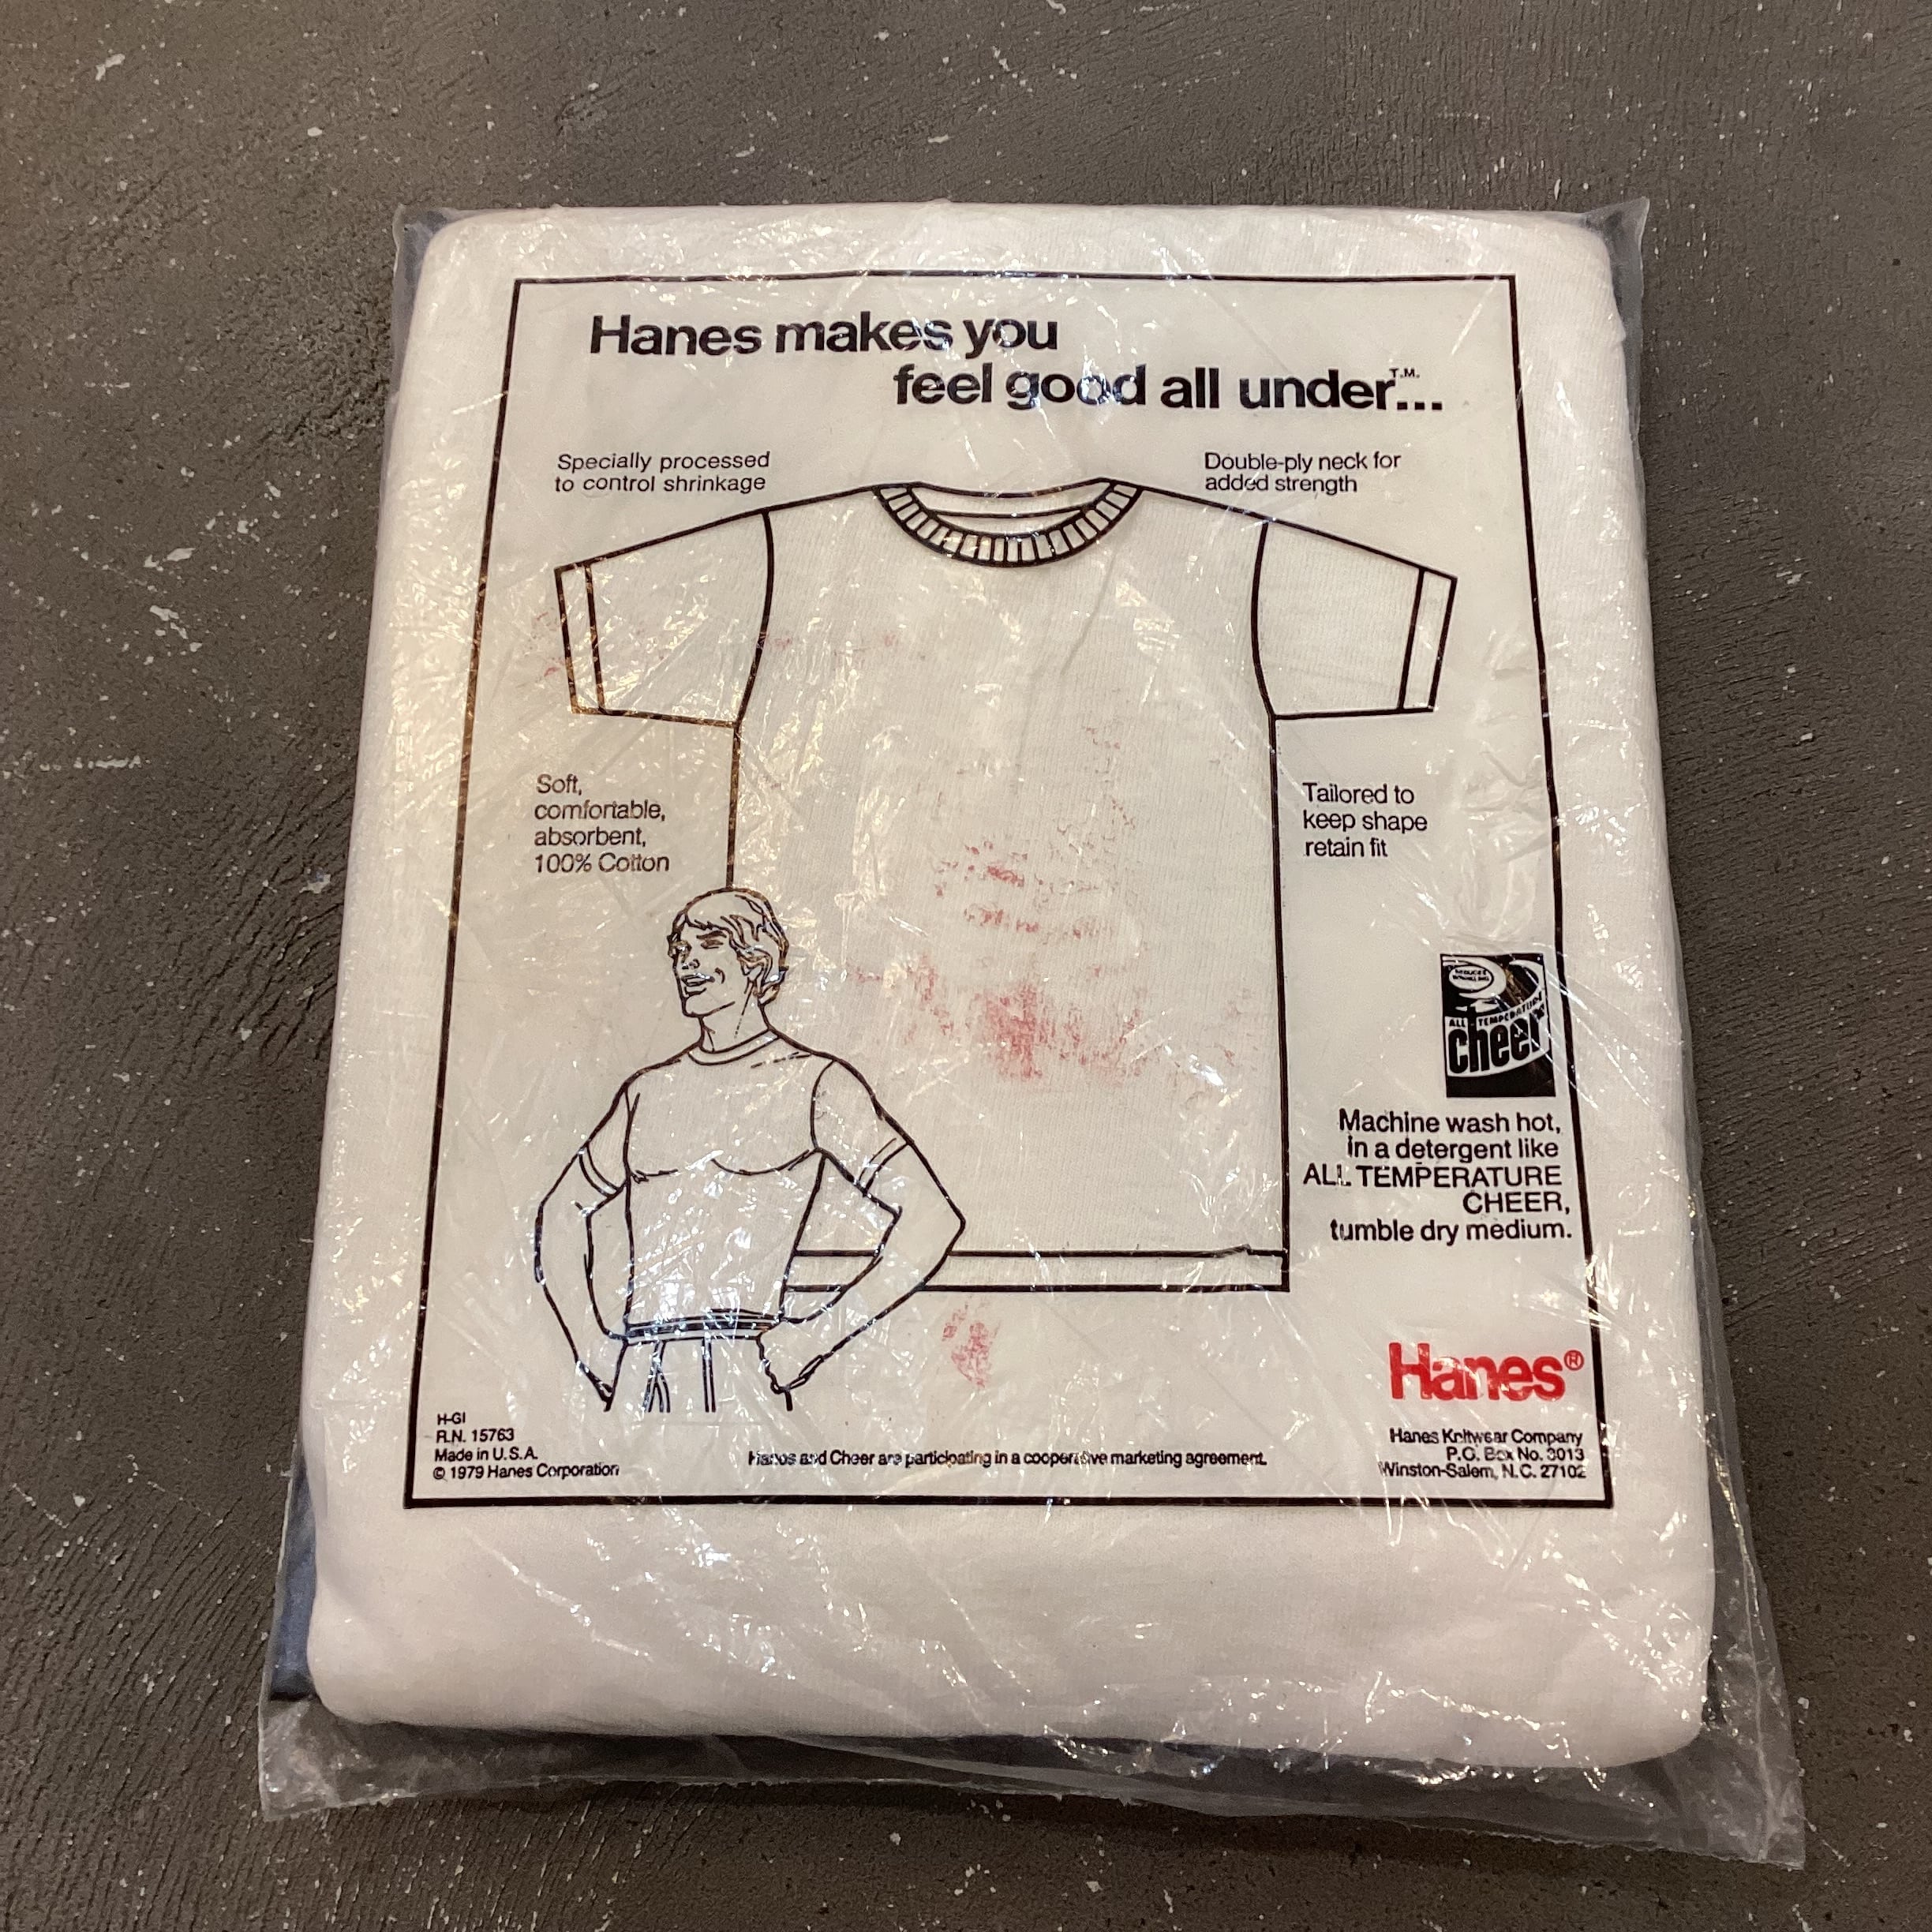 Hanes makes you
feel good all under™...
Specially processed
to control shrinkage
Double-ply neck for
added strength
Soft,
comfortable,
absorbent,
100% Cotton
Tailored to
keep shape
retain fit
ALL TEMPERATURE
cheer
Machine wash hot,
in a detergent like
ALL TEMPERATURE
CHEER,
tumble dry medium.
Hanes®
H-GI
R.N. 15763
Made in U.S.A.
© 1979 Hanes Corporation
Hanes and Cheer are participating in a cooperative marketing agreement.
Hanes Knitwear Company
P.O. Box No. 3013
Winston-Salem, N.C. 27102